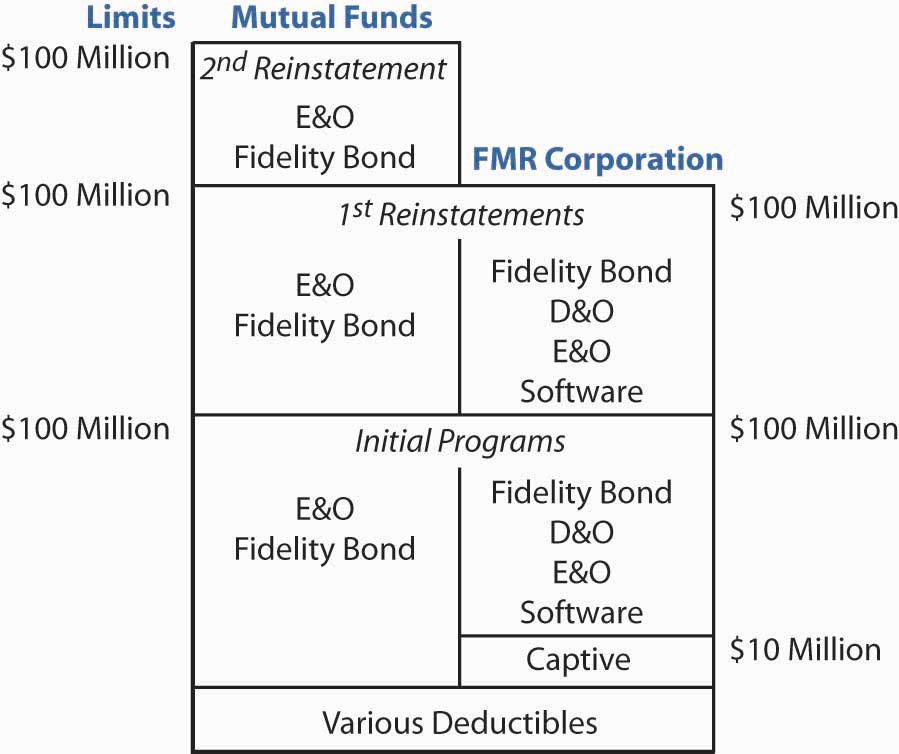 Limits Mutual Funds
$100 Million
2nd Reinstatement
E&O
Fidelity Bond
FMR Corporation
$100 Million
1st Reinstatements
$100 Million
E&O
Fidelity Bond
Fidelity Bond
D&O
E&O
Software
$100 Million
Initial Programs
$100 Million
E&O
Fidelity Bond
Fidelity Bond
D&O
E&O
Software
Captive
$10 Million
Various Deductibles